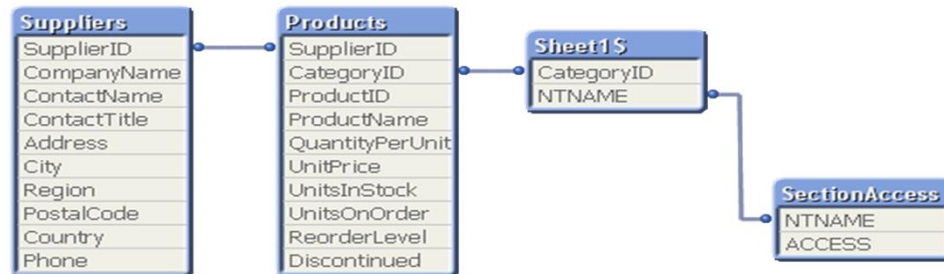 Suppliers
SupplierID
CompanyName
ContactName
ContactTitle
Address
City
Region
PostalCode
Country
Phone
Products
SupplierID
CategoryID
ProductID
ProductName
QuantityPerUnit
UnitPrice
UnitsInStock
UnitsOnOrder
ReorderLevel
Discontinued
Sheet1$
CategoryID
NTNAME
SectionAccess
NTNAME
ACCESS